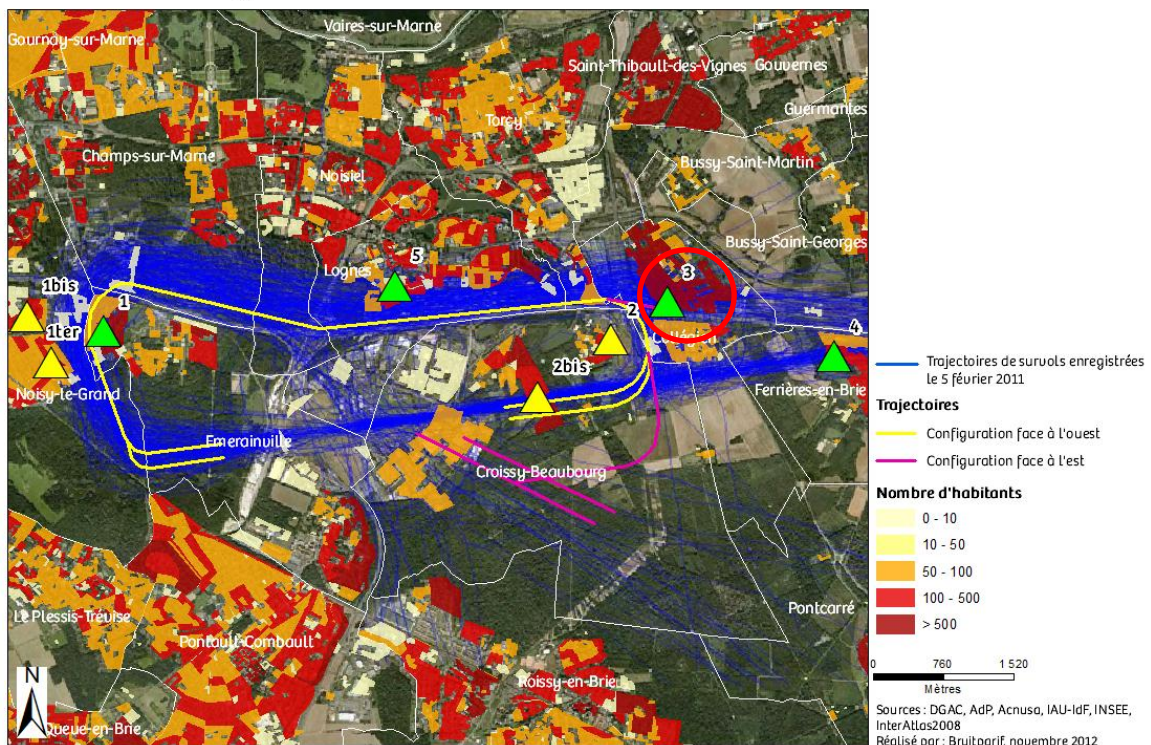 Gournay-sur-Marne
Vaires-sur-Marne
Saint-Thibault-des-Vignes
Gouvernes
Guermantes
Torcy
Champs-sur-Marne
Noisiel
Bussy-Saint-Martin
Bussy-Saint-Georges
Lognes
5
3
1bis
1
1ter
2
4
2bis
Noisy-le-Grand
Ferrières-en-Brie
Emerainville
Croissy-Beaubourg
Pontcarré
Le Plessis-Trévise
Pontault-Combault
Roissy-en-Brie
Queue-en-Brie
N
Trajectoires de survols enregistrées
le 5 février 2011
Trajectoires
Configuration face à l'ouest
Configuration face à l'est
Nombre d'habitants
0 - 10
10 - 50
50 - 100
100 - 500
> 500
0 760 1 520
Mètres
Sources : DGAC, AdP, Acnusa, IAU-IdF, INSEE,
InterAtlas2008
Réalisé par : Bruitparif, novembre 2012